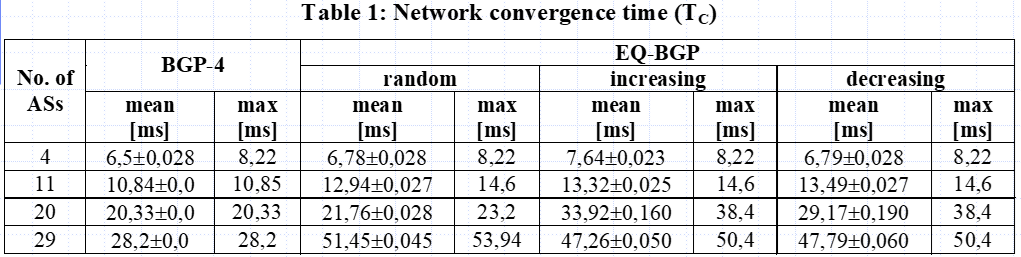 Table 1: Network convergence time (TC)
No. of ASs BGP-4 EQ-BGP
random increasing decreasing
mean [ms] max [ms] mean [ms] max [ms] mean [ms] max [ms] mean [ms] max [ms]
4 6,5±0,028 8,22 6,78±0,028 8,22 7,64±0,023 8,22 6,79±0,028 8,22
11 10,84±0,0 10,85 12,94±0,027 14,6 13,32±0,025 14,6 13,49±0,027 14,6
20 20,33±0,0 20,33 21,76±0,028 23,2 33,92±0,160 38,4 29,17±0,190 38,4
29 28,2±0,0 28,2 51,45±0,045 53,94 47,26±0,050 50,4 47,79±0,060 50,4